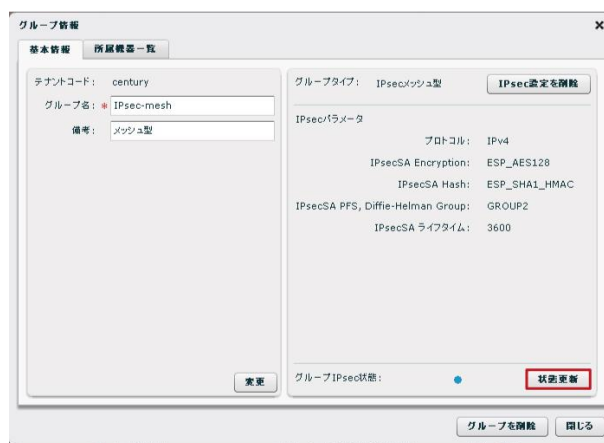 グループ情報
×
基本情報 所属機器一覧
テナントコード: century
グループ名: * IPsec-mesh
備考: メッシュ型
変更
グループタイプ: IPsecメッシュ型 IPsec設定を削除
IPsecパラメータ
プロトコル: IPv4
IPsecSA Encryption: ESP_AES128
IPsecSA Hash: ESP_SHA1_HMAC
IPsecSA PFS, Diffie-Helman Group: GROUP2
IPsecSA ライフタイム: 3600
グループIPsec状態: 状態更新
グループを削除 閉じる